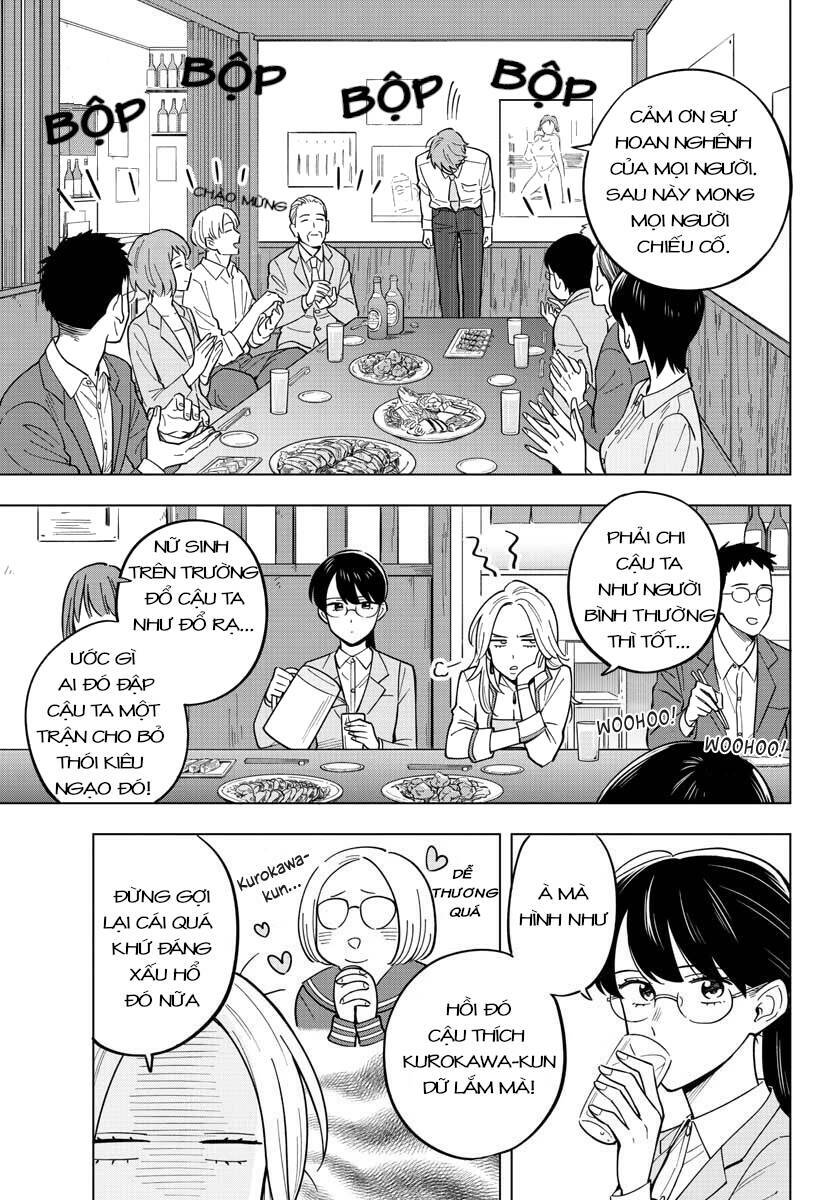 BỘP
BỘP
BỘP
BỘP
CHÀO MỪNG
CẢM ƠN SỰ
HOAN NGHÊNH
CỦA MỌI NGƯỜI.
SAU NÀY MONG
MỌI NGƯỜI
CHIẾU CỐ.
PHẢI CHI
CẬU TA
NHƯ NGƯỜI
BÌNH THƯỜNG
THÌ TỐT...
WOOHOO!
WOOHOO!
NỮ SINH
TRÊN TRƯỜNG
ĐỔ CẬU TA
NHƯ ĐỔ RẠ...
ƯỚC GÌ
AI ĐÓ ĐẬP
CẬU TA MỘT
TRẬN CHO BỎ
THÓI KIÊU
NGẠO ĐÓ!
À MÀ
HÌNH NHƯ
HỒI ĐÓ
CẬU THÍCH
KUROKAWA-KUN
DỮ LẮM MÀ!
DỄ
THƯƠNG
QUÁ
Kurokawa-
kun...
ĐỪNG GỢI
LẠI CÁI QUÁ
KHỨ ĐÁNG
XẤU HỔ
ĐÓ NỮA